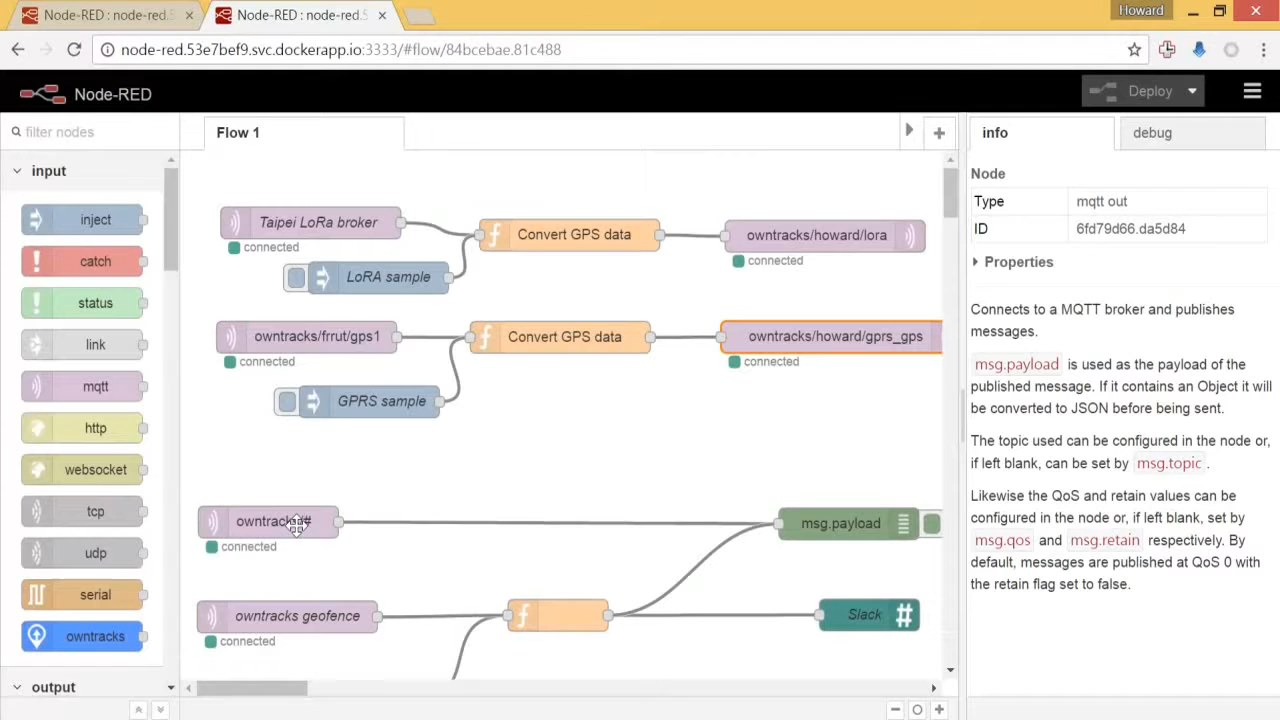 Node-RED : node-red.5 × Node-RED : node-red.5 × Howard
node-red.53e7bef9.svc.dockerapp.io:3333/#flow/84bcebae.81c488
Node-RED Deploy
filter nodes
input
inject
catch
status
link
mqtt
http
websocket
tcp
udp
serial
owntracks
output
Flow 1
Taipei LoRa broker
connected
LoRA sample
Convert GPS data
owntracks/howard/lora
connected
owntracks/frrut/gps1
connected
GPRS sample
Convert GPS data
owntracks/howard/gprs_gps
connected
owntracks/#
connected
msg.payload
owntracks geofence
connected
Slack
info debug
Node
Type mqtt out
ID 6fd79d66.da5d84
Properties
Connects to a MQTT broker and publishes
messages.
msg.payload is used as the payload of the
published message. If it contains an Object it will
be converted to JSON before being sent.
The topic used can be configured in the node or,
if left blank, can be set by msg.topic .
Likewise the QoS and retain values can be
configured in the node or, if left blank, set by
msg.qos and msg.retain respectively. By
default, messages are published at QoS 0 with
the retain flag set to false.